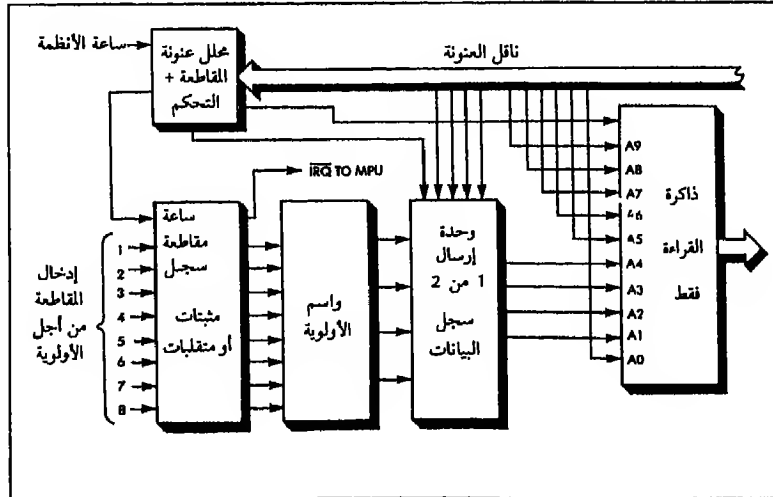 ساعة الأنظمة
محلل عنونة
المقاطعة +
التحكم
ناقل العنونة
IRQ TO MPU
ساعة
مقاطعة
سجل
مثبتات
أو متقلبات
إدخال
المقاطعة
من أجل
الأولوية
1
2
3
4
5
6
7
8
واسم
الأولوية
وحدة
إرسال
1 من 2
سجل
البيانات
A9
A8
A7
A6
A5
A4
A3
A2
A1
A0
ذاكرة
القراءة
فقط